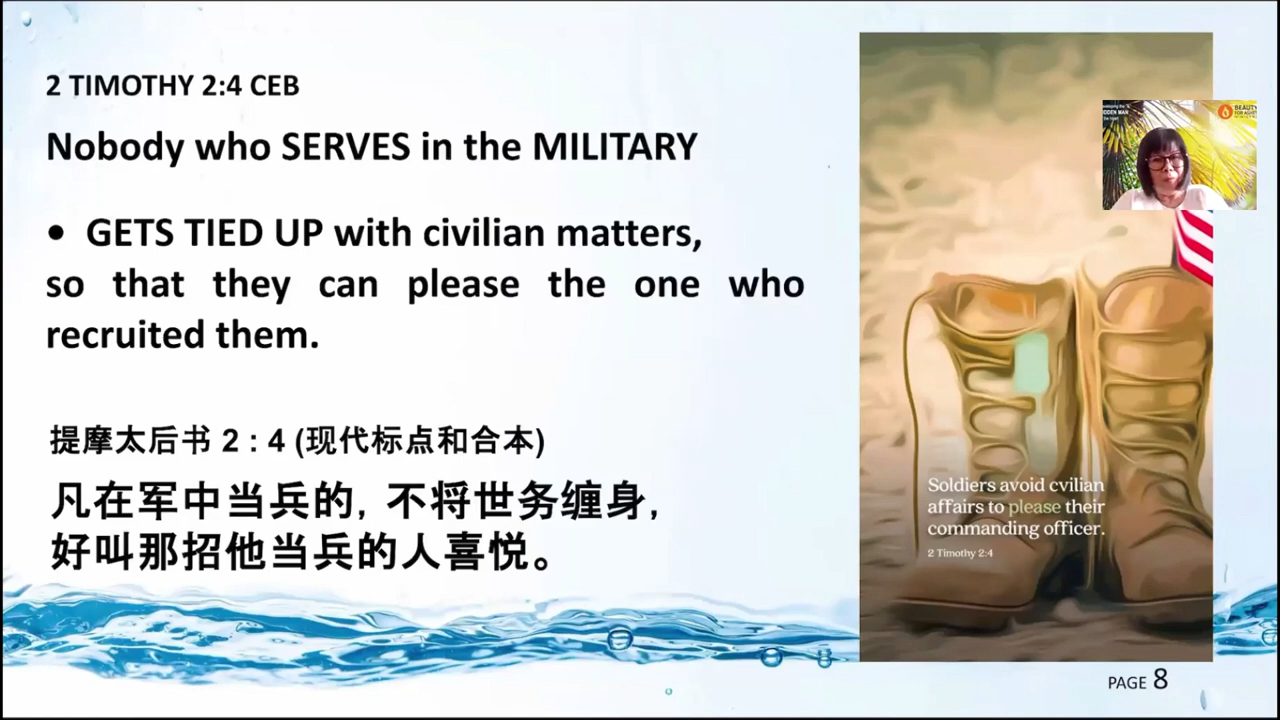 2 TIMOTHY 2:4 CEB
Nobody who SERVES in the MILITARY
• GETS TIED UP with civilian matters,
so that they can please the one who
recruited them.
提摩太后书 2 : 4 (现代标点和合本)
凡在军中当兵的, 不将世务缠身,
好叫那招他当兵的人喜悦。
BEAUTY
Soldiers avoid cvilian
affairs to please their
commanding officer.
2 Timothy 2:4
PAGE 8